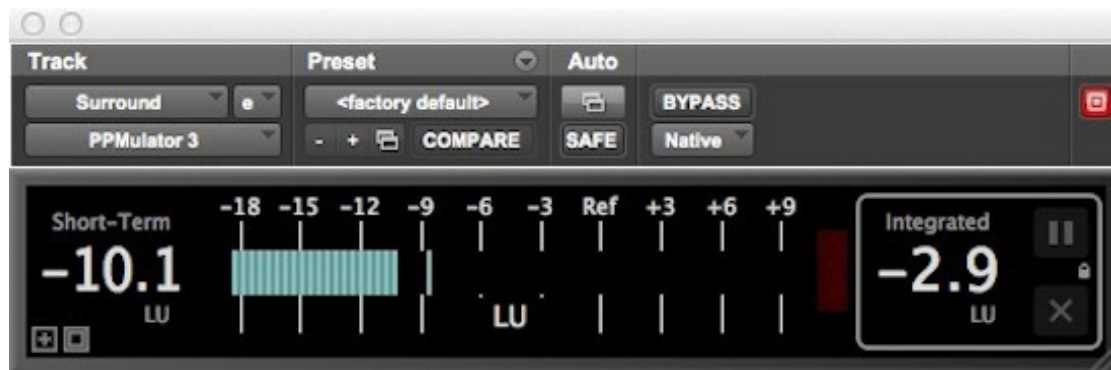 Track Preset Auto
Surround e <factory default> BYPASS
PPMulator 3 - + COMPARE SAFE Native
-18 -15 -12 -9 -6 -3 Ref +3 +6 +9
Short-Term Integrated
-10.1 -2.9
LU LU LU